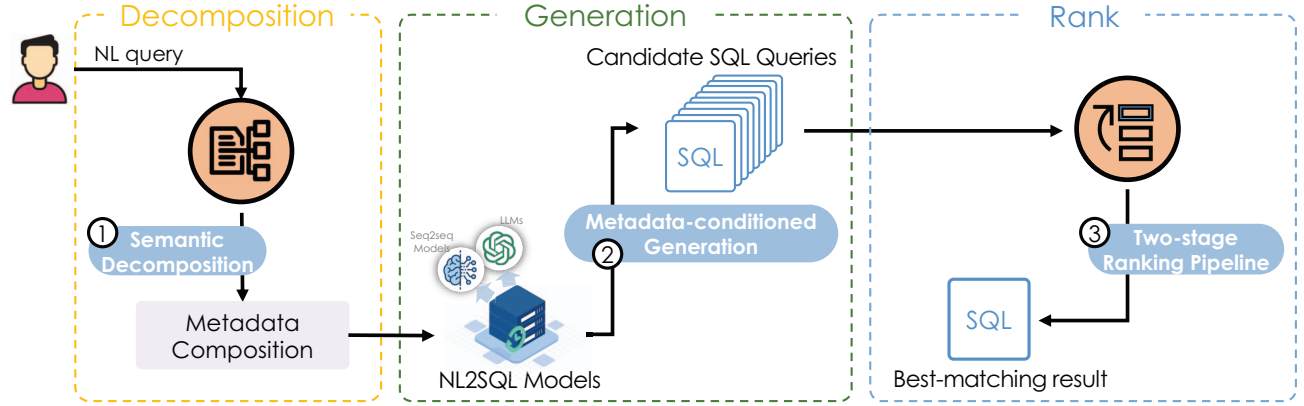 Decomposition
NL query
1
Semantic
Decomposition
Metadata
Composition
Generation
Candidate SQL Queries
SQL
Metadata-conditioned
Generation
2
LLMs
Seq2seq
Models
NL2SQL Models
Rank
3
Two-stage
Ranking Pipeline
SQL
Best-matching result